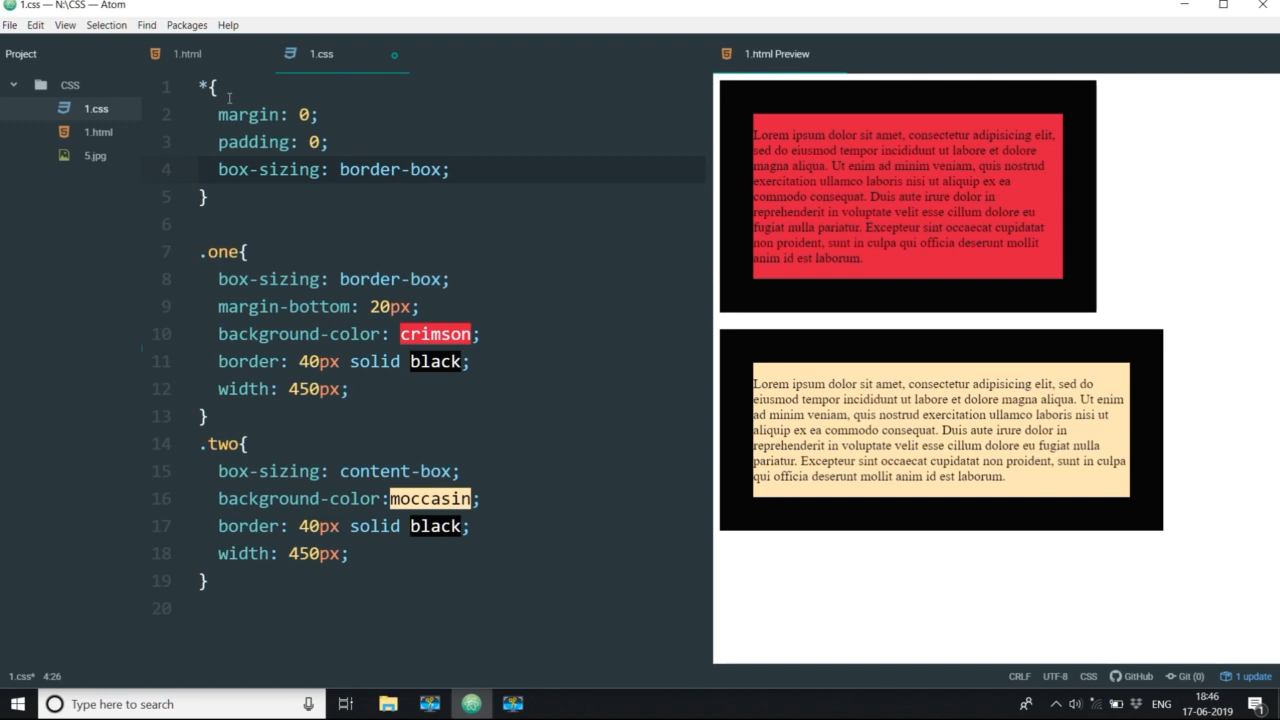 1.css — N:\CSS — Atom
File Edit View Selection Find Packages Help
Project
1.html
1.css
1.html Preview
CSS
1.css
1.html
5.jpg
1 *{
2 margin: 0;
3 padding: 0;
4 box-sizing: border-box;
5 }
6
7 .one{
8 box-sizing: border-box;
9 margin-bottom: 20px;
10 background-color: crimson;
11 border: 40px solid black;
12 width: 450px;
13 }
14 .two{
15 box-sizing: content-box;
16 background-color:moccasin;
17 border: 40px solid black;
18 width: 450px;
19 }
20
Lorem ipsum dolor sit amet, consectetur adipisicing elit,
sed do eiusmod tempor incididunt ut labore et dolore
magna aliqua. Ut enim ad minim veniam, quis nostrud
exercitation ullamco laboris nisi ut aliquip ex ea
commodo consequat. Duis aute irure dolor in
reprehenderit in voluptate velit esse cillum dolore eu
fugiat nulla pariatur. Excepteur sint occaecat cupidatat
non proident, sunt in culpa qui officia deserunt mollit
anim id est laborum.
Lorem ipsum dolor sit amet, consectetur adipisicing elit, sed do
eiusmod tempor incididunt ut labore et dolore magna aliqua. Ut enim
ad minim veniam, quis nostrud exercitation ullamco laboris nisi ut
aliquip ex ea commodo consequat. Duis aute irure dolor in
reprehenderit in voluptate velit esse cillum dolore eu fugiat nulla
pariatur. Excepteur sint occaecat cupidatat non proident, sunt in culpa
qui officia deserunt mollit anim id est laborum.
1.css* 4:26
CRLF UTF-8 CSS GitHub Git (0) 1 update
Type here to search
ENG
18:46
17-06-2019
1